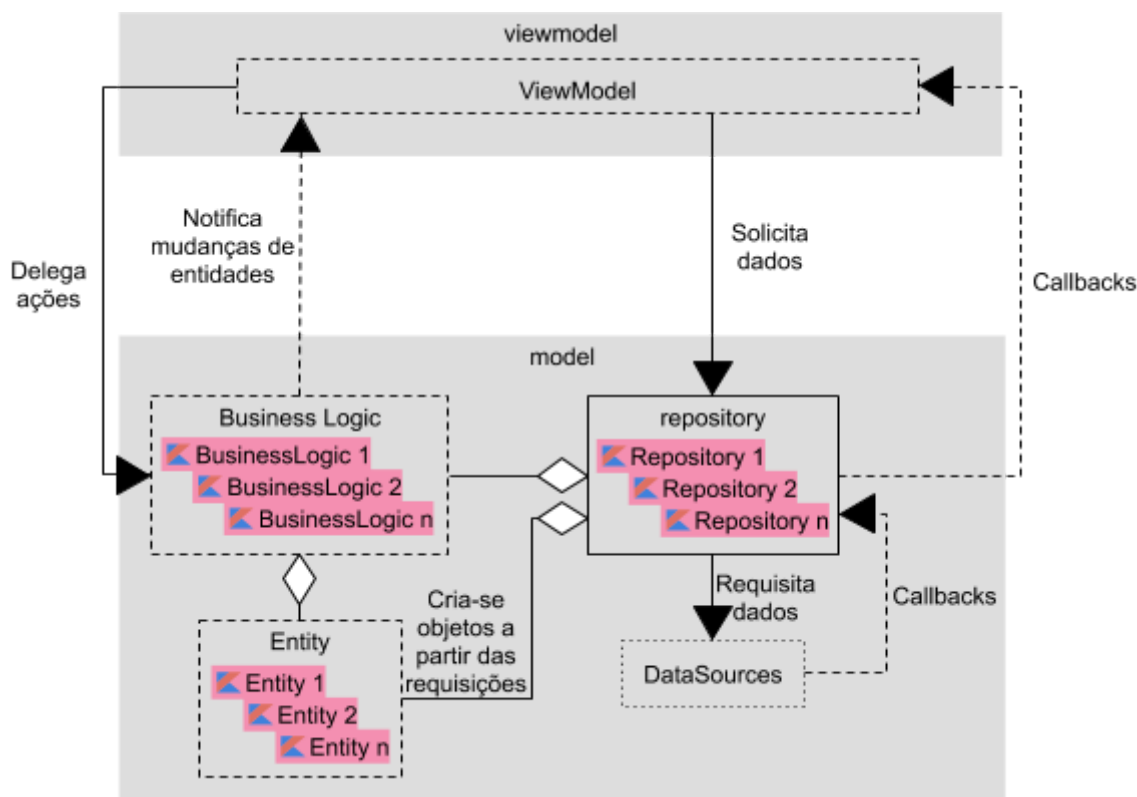 viewmodel
ViewModel
Notifica
mudanças de
entidades
Delega
ações
Solicita
dados
Callbacks
model
Business Logic
BusinessLogic 1
BusinessLogic 2
BusinessLogic n
repository
Repository 1
Repository 2
Repository n
Entity
Entity 1
Entity 2
Entity n
Cria-se
objetos a
partir das
requisições
Requisita
dados
Callbacks
DataSources